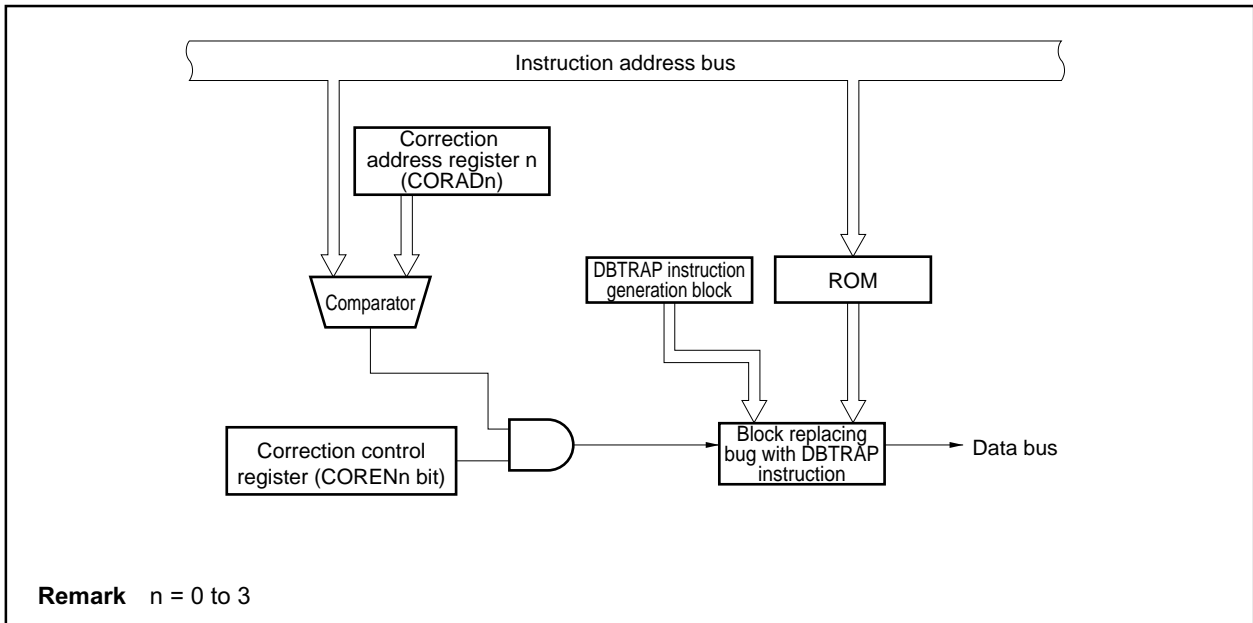 Instruction address bus
Correction
address register n
(CORADn)
DBTRAP instruction
generation block
ROM
Comparator
Correction control
register (CORENn bit)
Block replacing
bug with DBTRAP
instruction
Data bus
Remark n = 0 to 3